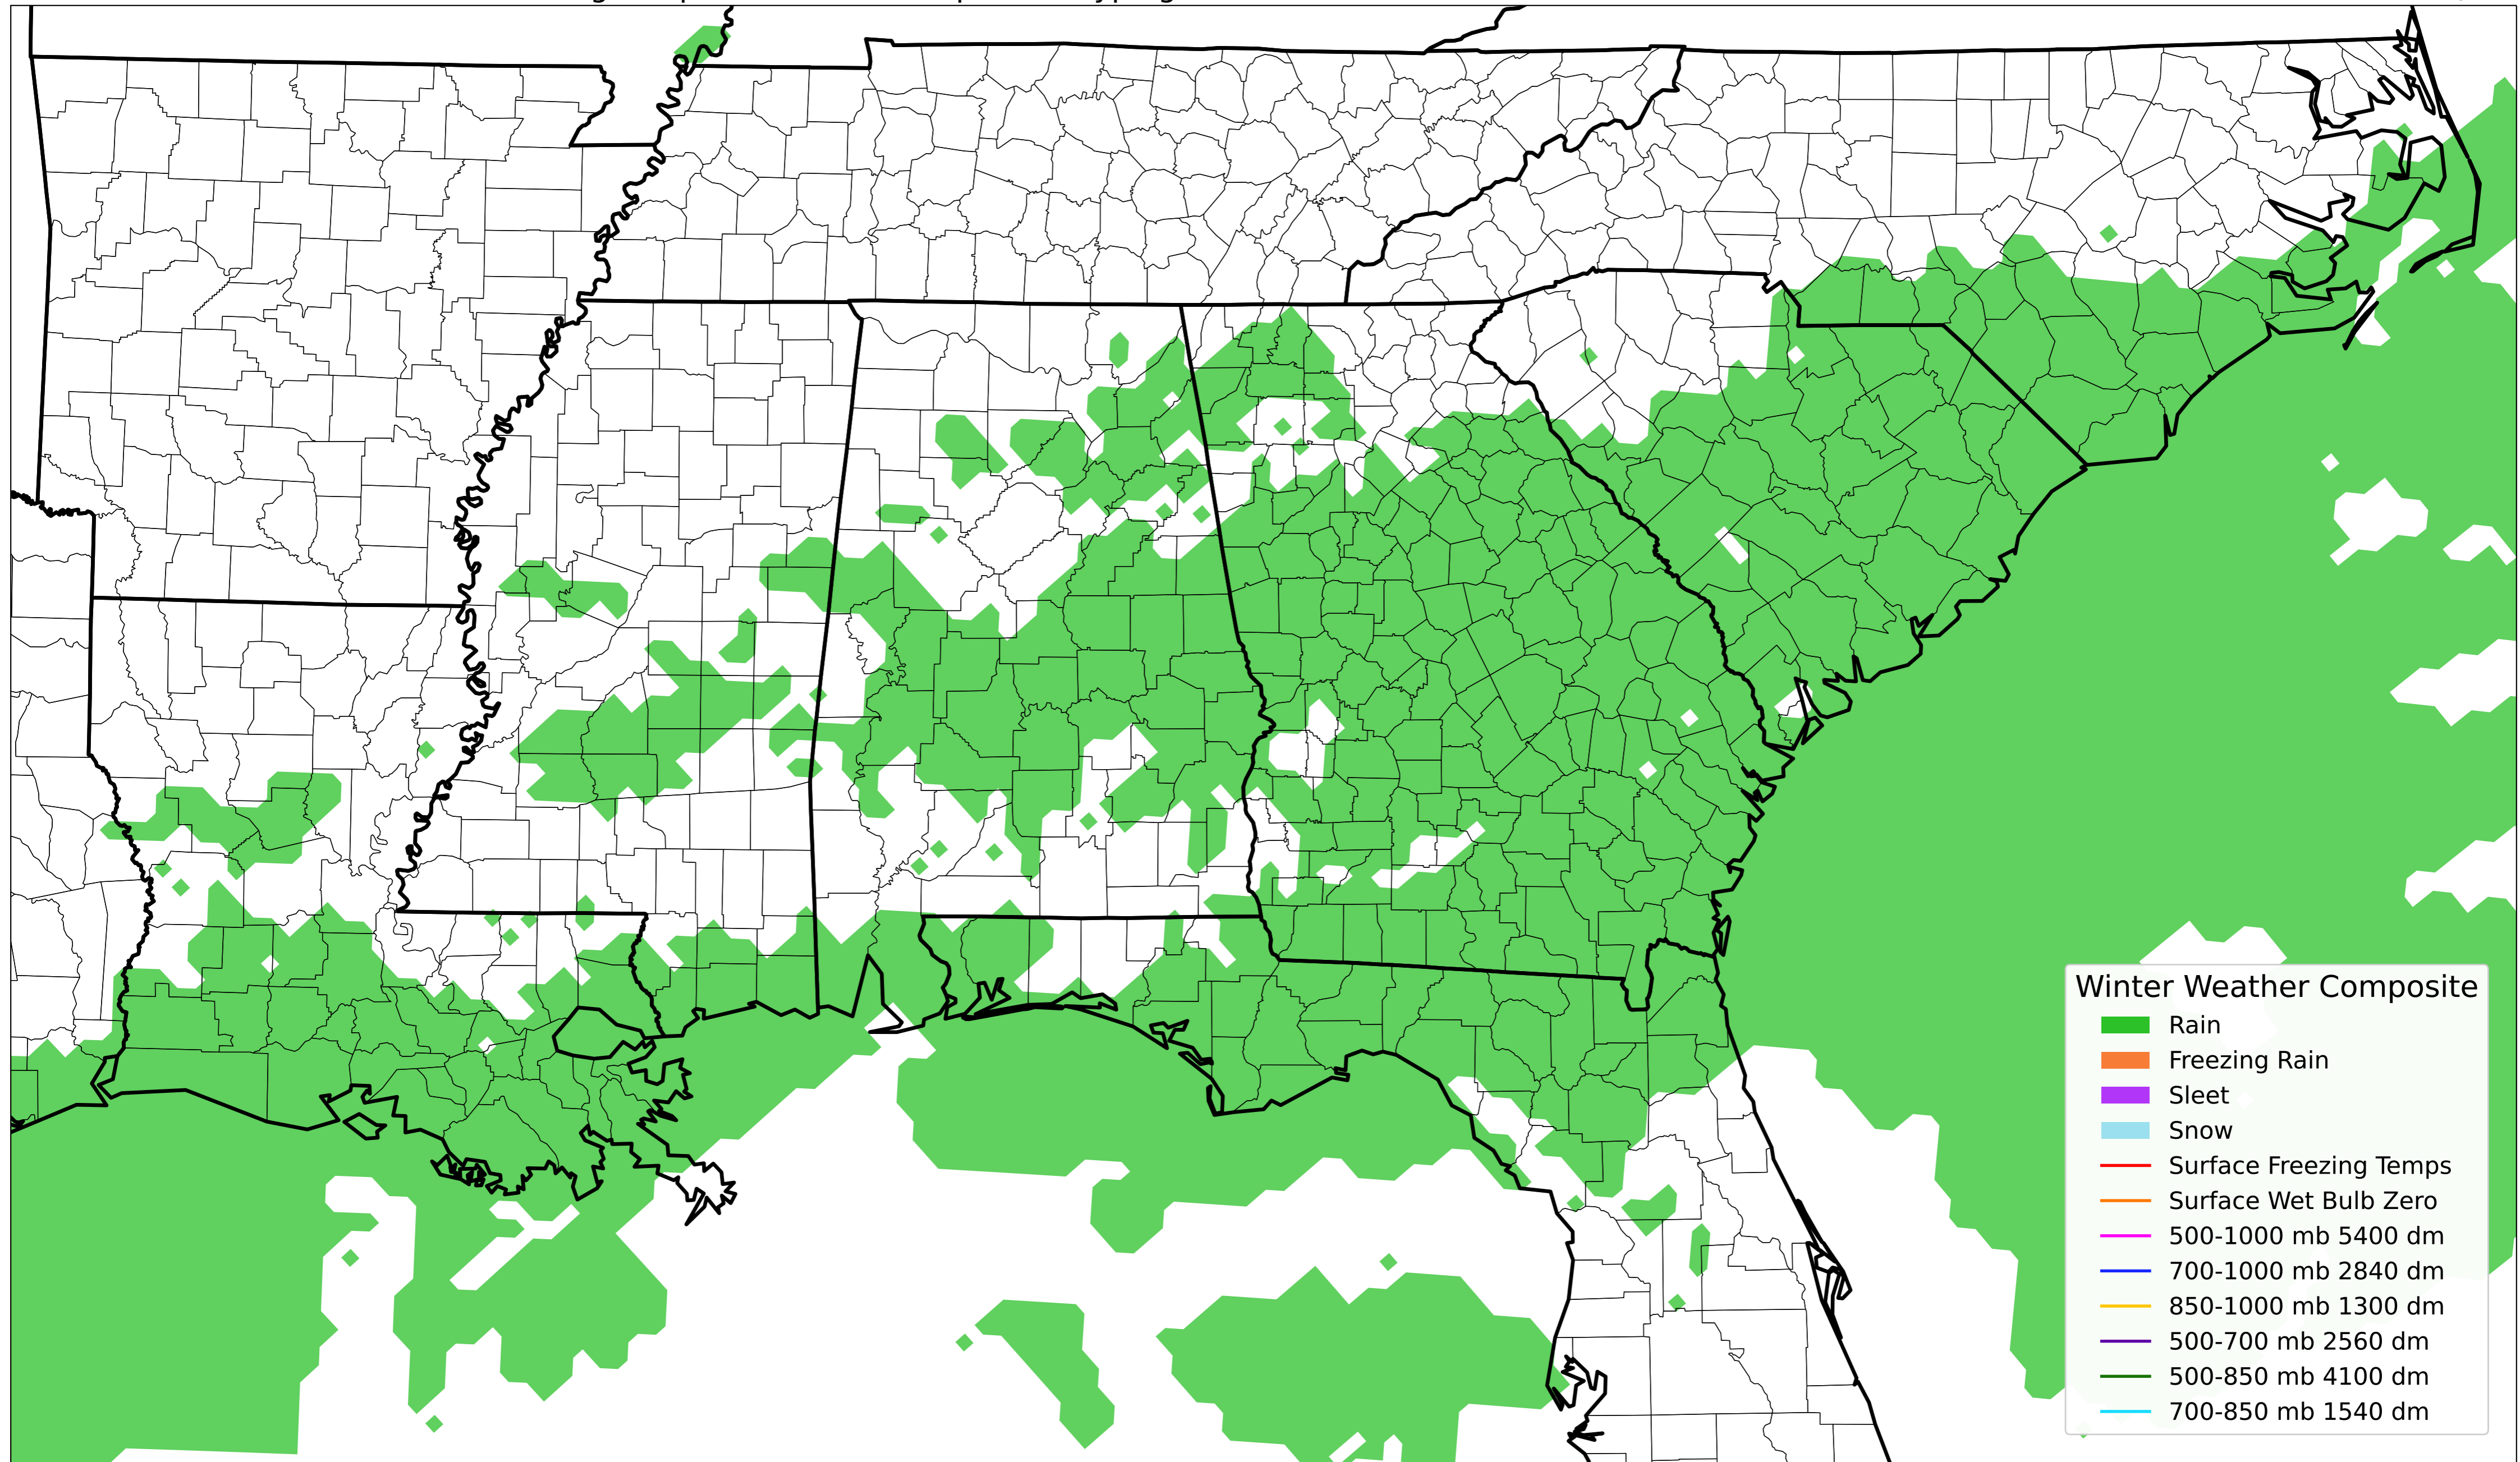 Winter Weather Composite
Rain
Freezing Rain
Sleet
Snow
Surface Freezing Temps
Surface Wet Bulb Zero
500-1000 mb 5400 dm
700-1000 mb 2840 dm
850-1000 mb 1300 dm
500-700 mb 2560 dm
500-850 mb 4100 dm
700-850 mb 1540 dm